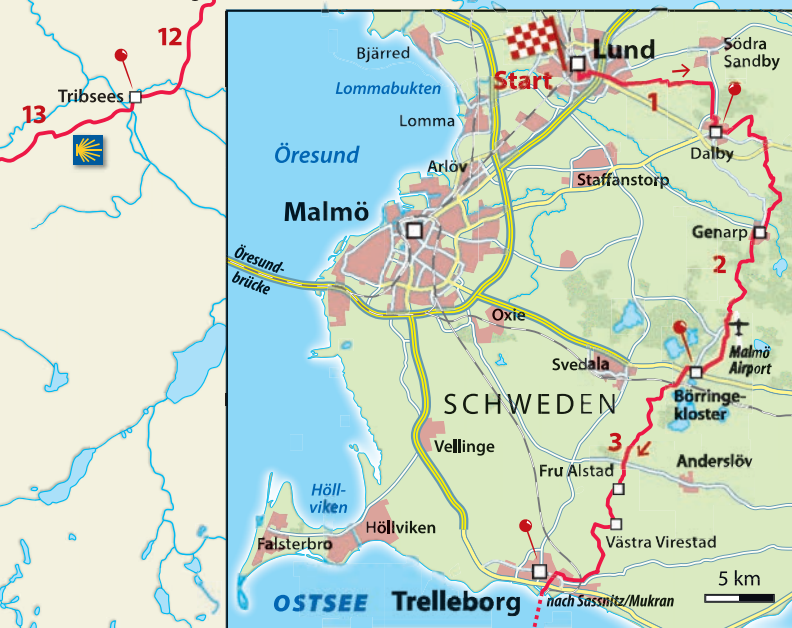 12
Tribsees
13
Bjärred
Lund
Södra
Sandby
Start
Lommabukten
1
Lomma
Dalby
Öresund
Arlöv
Staffanstorp
Malmö
Genarp
Öresund-
brücke
2
Oxie
Malmö
Airport
Svedala
Börringe-
kloster
SCHWEDEN
3
Vellinge
Fru Alstad
Anderslöv
Höll-
viken
Höllviken
Falsterbro
Västra Virestad
5 km
OSTSEE
Trelleborg
nach Sassnitz/Mukran